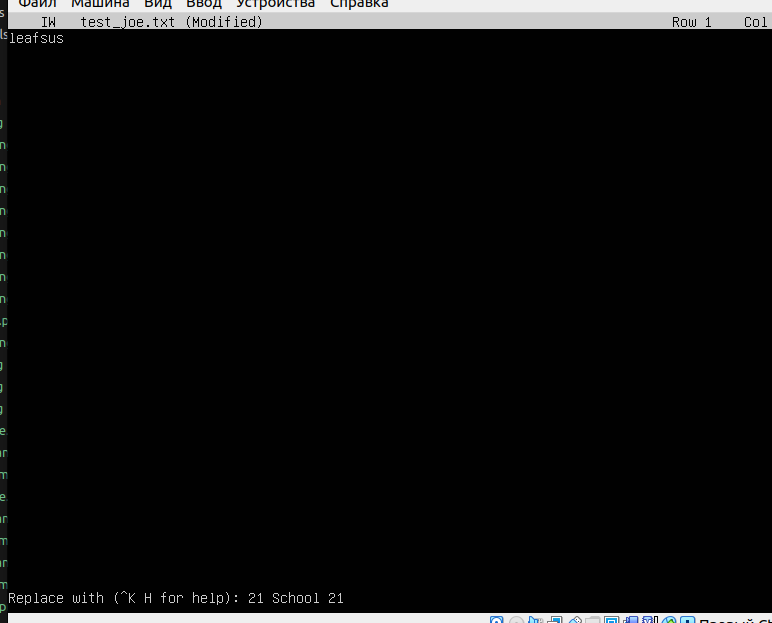 Файл Машина Вид Ввод Устройства Справка
IW test_joe.txt (Modified) Row 1 Col
leafsus
Replace with (^K H for help): 21 School 21